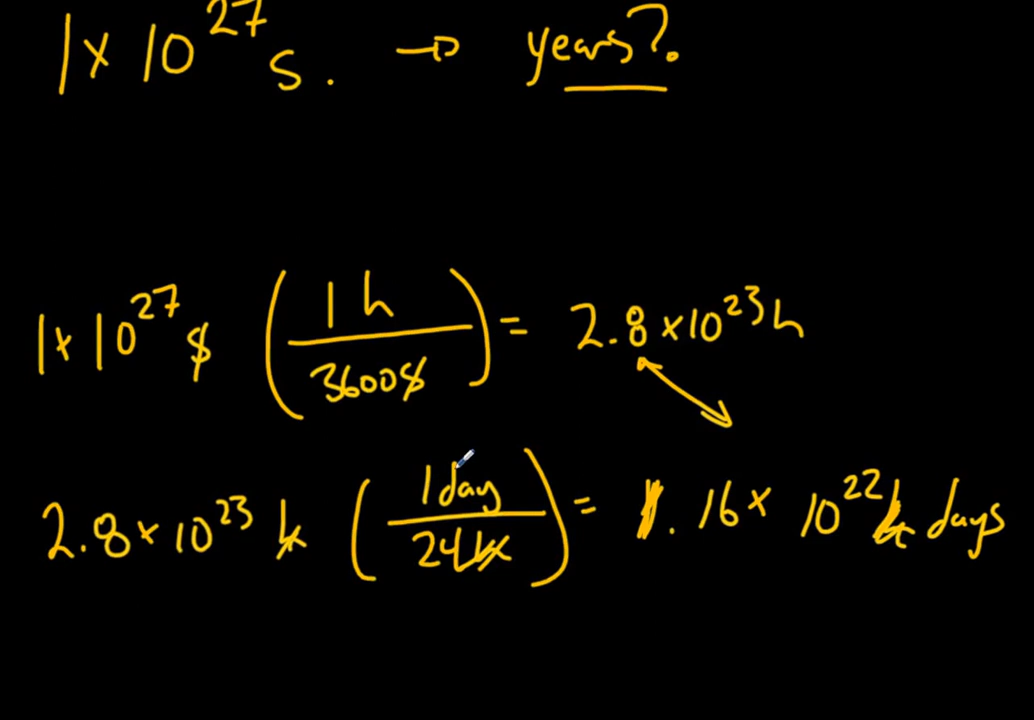 1 x 10^27 s. → years?
1 x 10^27 s (1 h / 3600 s) = 2.8 x 10^23 h
2.8 x 10^23 h (1 day / 24 h) = 1.16 x 10^22 days